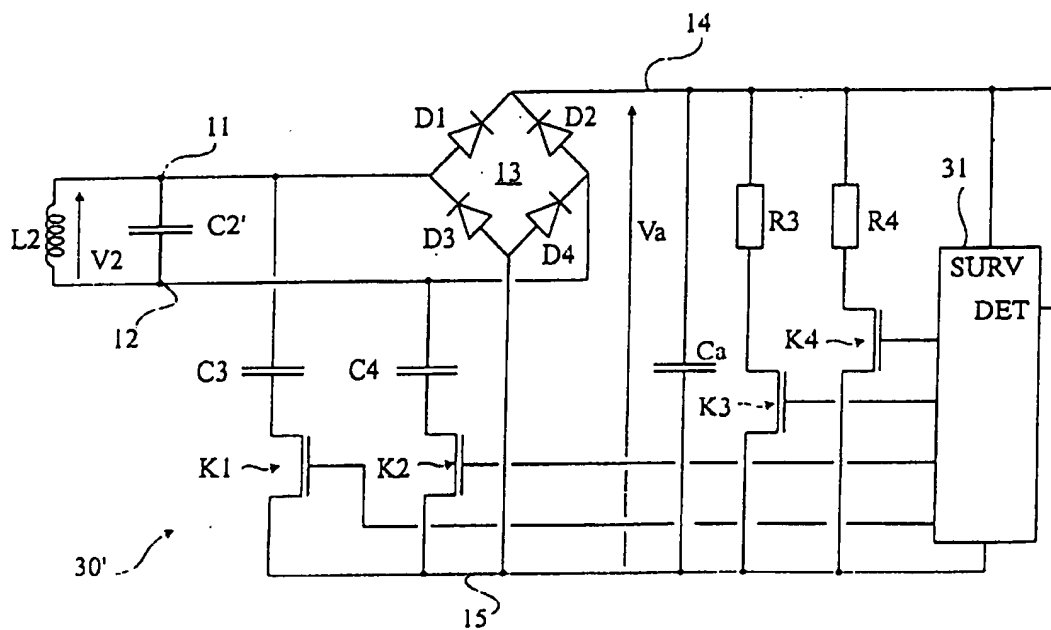 14
11
D1
D2
13
31
L2
V2
C2'
D3
D4
Va
R3
R4
SURV
DET
12
C3
C4
Ca
K4
K3
K1
K2
30'
15